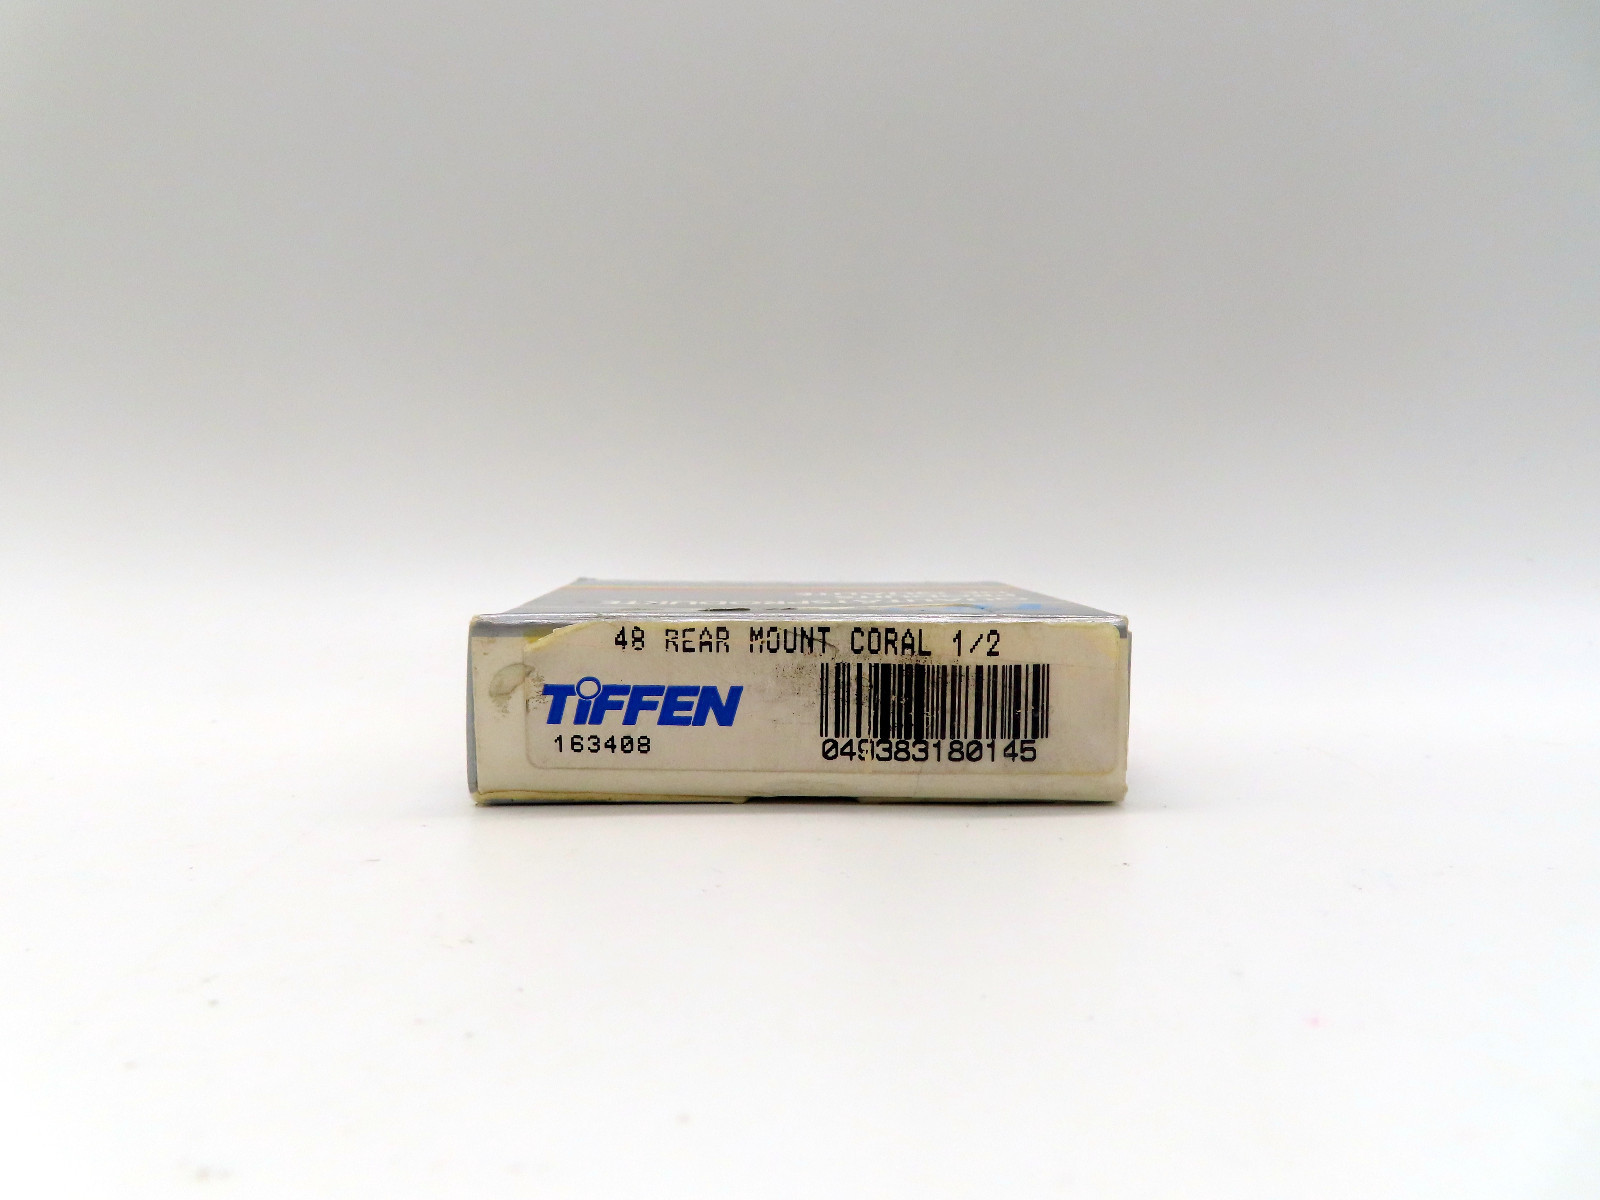 48 REAR MOUNT CORAL 1/2
TiFFEN
163408
049383180145